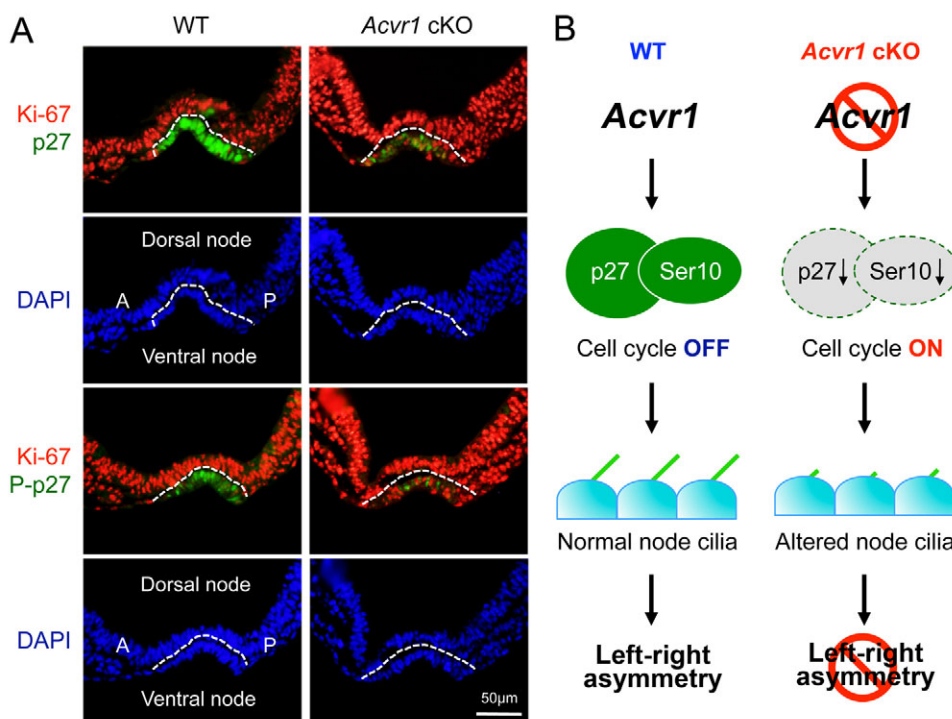 A
WT
Acvr1 cKO
Ki-67
p27
DAPI
Dorsal node
A
P
Ventral node
Ki-67
P-p27
DAPI
Dorsal node
A
P
Ventral node
50µm
B
WT
Acvr1 cKO
Acvr1
Acvr1
p27
Ser10
p27↓
Ser10↓
Cell cycle OFF
Cell cycle ON
Normal node cilia
Altered node cilia
Left-right
asymmetry
Left-right
asymmetry